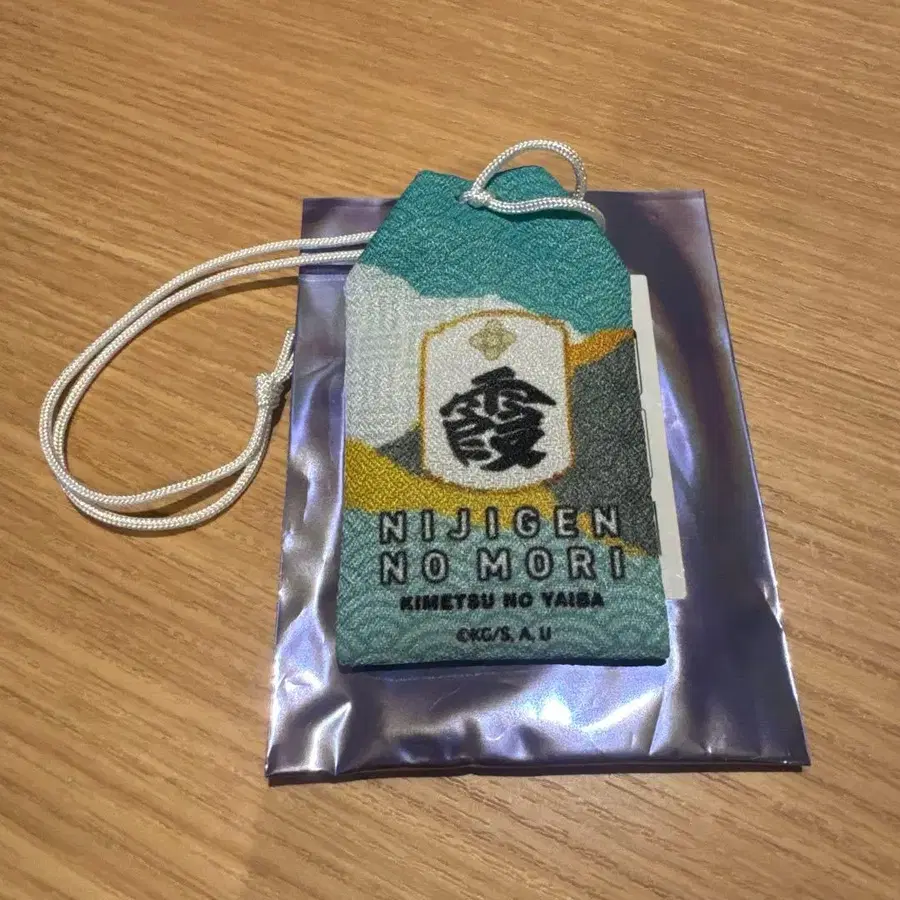 霞
NIJIGEN
NO MORI
KIMETSU NO YAIBA
©KG/S, A, U